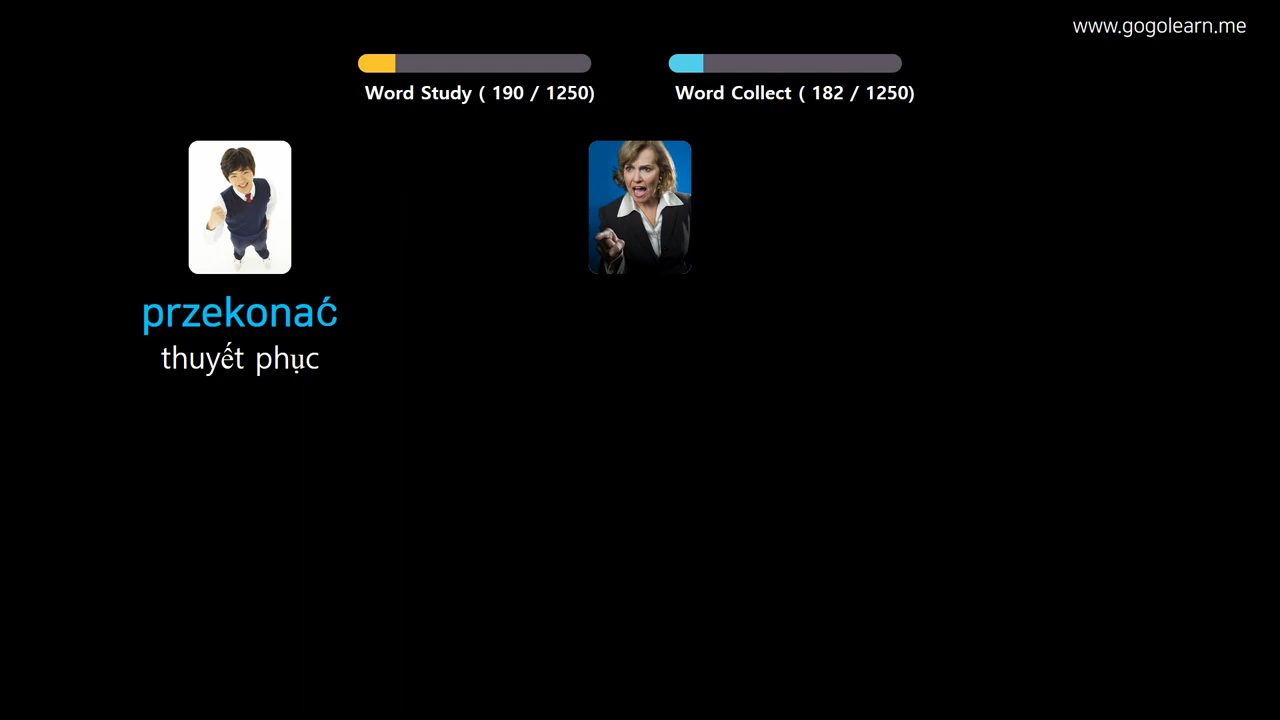 www.gogolearn.me
Word Study ( 190 / 1250)
Word Collect ( 182 / 1250)
przekonać
thuyết phục